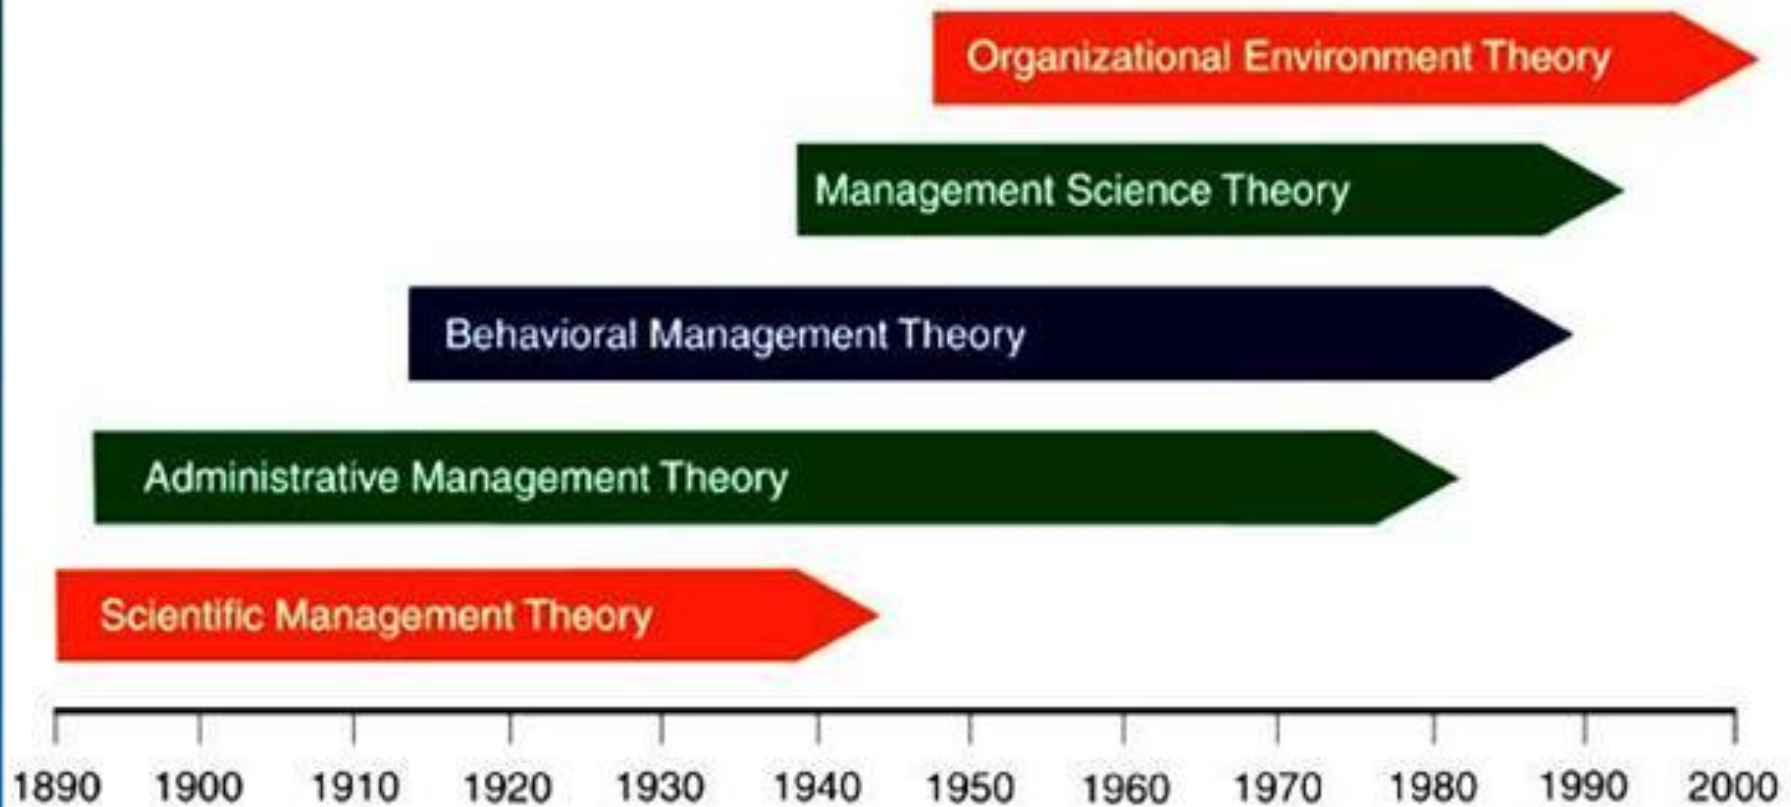 Organizational Environment Theory
Management Science Theory
Behavioral Management Theory
Administrative Management Theory
Scientific Management Theory
1890 1900 1910 1920 1930 1940 1950 1960 1970 1980 1990 2000